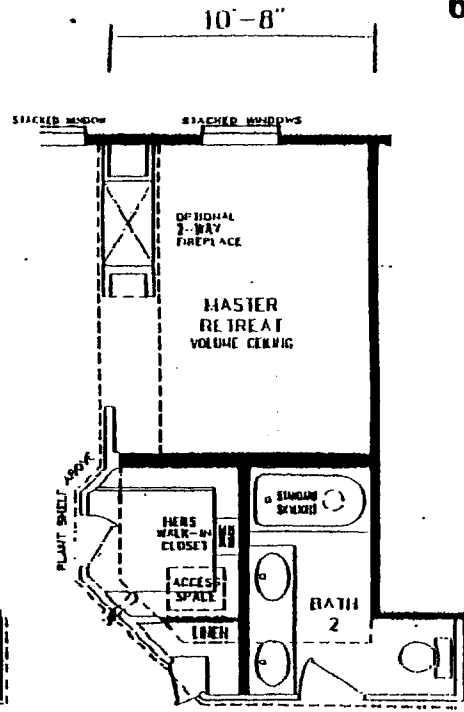 10'-8"
6
STACKED WINDOW
STACKED WINDOWS
OPTIONAL
2-WAY
FIREPLACE
MASTER
RETREAT
VOLUME CEILING
PLANT SHELF ABOVE
HERS
WALK-IN
CLOSET
ACCESS
SPACE
LINEN
BATH
2